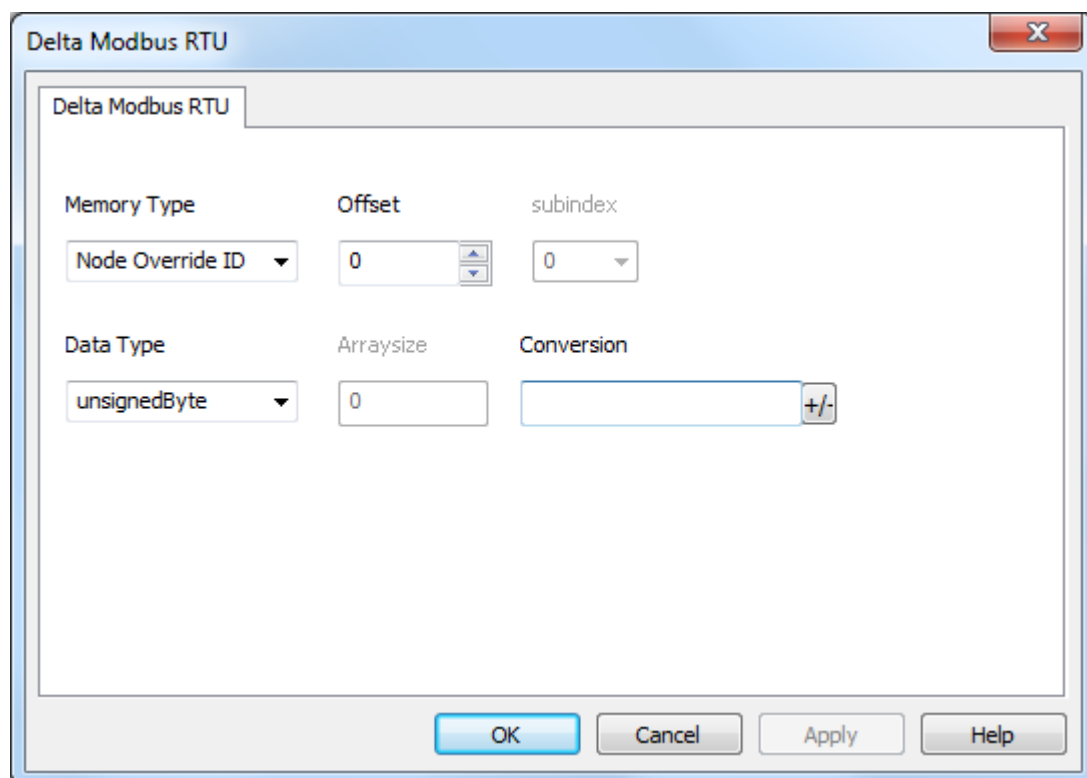 Delta Modbus RTU
Delta Modbus RTU
Memory Type Offset subindex
Node Override ID 0 0
Data Type Arraysize Conversion
unsignedByte 0 +/-
OK Cancel Apply Help